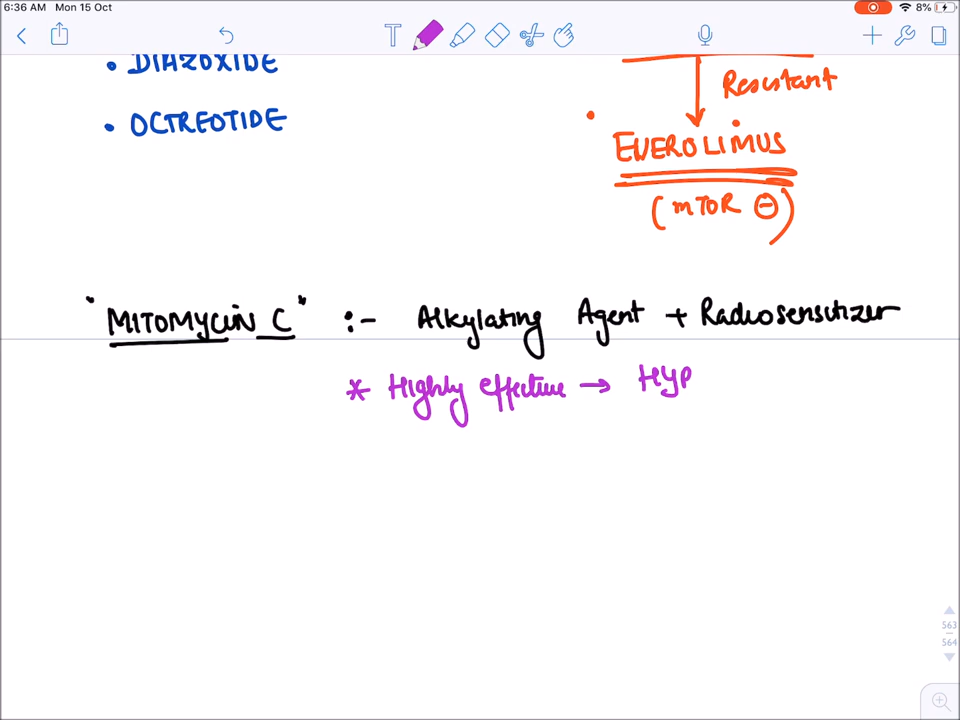 6:36 AM Mon 15 Oct 8%
T
• DIAZOXIDE
• OCTREOTIDE
Resistant
• EVEROLIMUS
(mTOR ⊖)
"MITOMYCIN C" :- Alkylating Agent + Radiosensitizer
* Highly effective → HYP
563
564